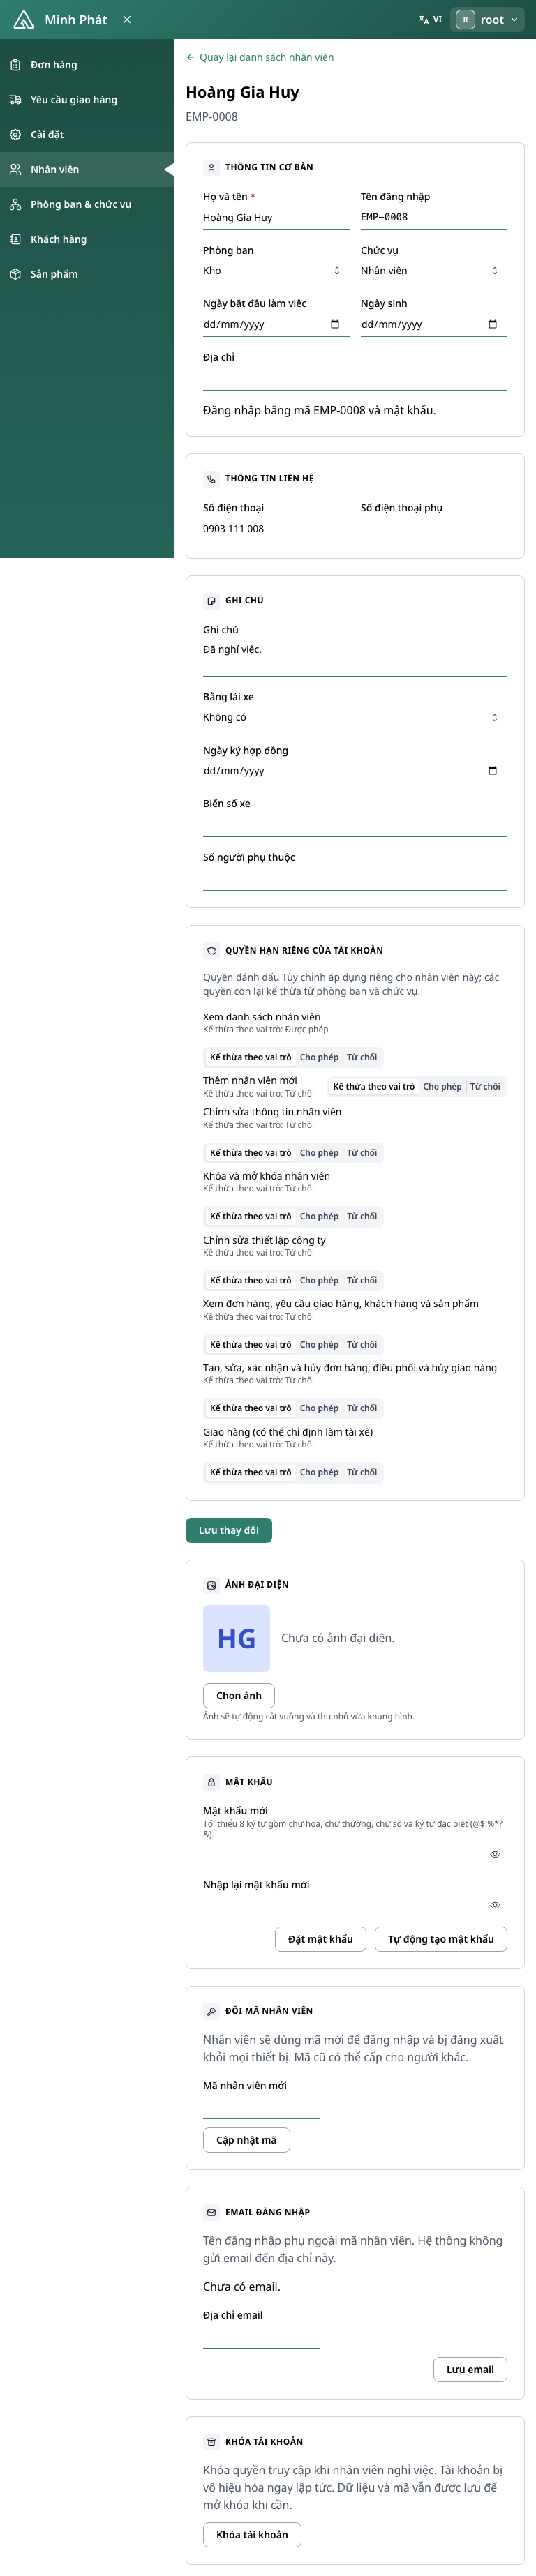 Minh Phát
VI
R
root
Đơn hàng
Yêu cầu giao hàng
Cài đặt
Nhân viên
Phòng ban & chức vụ
Khách hàng
Sản phẩm
Quay lại danh sách nhân viên
Hoàng Gia Huy
EMP-0008
THÔNG TIN CƠ BẢN
Họ và tên * Tên đăng nhập
Hoàng Gia Huy EMP-0008
Phòng ban Chức vụ
Kho Nhân viên
Ngày bắt đầu làm việc Ngày sinh
dd/mm/yyyy dd/mm/yyyy
Địa chỉ
Đăng nhập bằng mã EMP-0008 và mật khẩu.
THÔNG TIN LIÊN HỆ
Số điện thoại Số điện thoại phụ
0903 111 008
GHI CHÚ
Ghi chú
Đã nghỉ việc.
Bằng lái xe
Không có
Ngày ký hợp đồng
dd/mm/yyyy
Biển số xe
Số người phụ thuộc
QUYỀN HẠN RIÊNG CỦA TÀI KHOẢN
Quyền đánh dấu Tùy chỉnh áp dụng riêng cho nhân viên này; các
quyền còn lại kế thừa từ phòng ban và chức vụ.
Xem danh sách nhân viên
Kế thừa theo vai trò: Được phép
Kế thừa theo vai trò Cho phép Từ chối
Thêm nhân viên mới
Kế thừa theo vai trò: Từ chối
Kế thừa theo vai trò Cho phép Từ chối
Chỉnh sửa thông tin nhân viên
Kế thừa theo vai trò: Từ chối
Kế thừa theo vai trò Cho phép Từ chối
Khóa và mở khóa nhân viên
Kế thừa theo vai trò: Từ chối
Kế thừa theo vai trò Cho phép Từ chối
Chỉnh sửa thiết lập công ty
Kế thừa theo vai trò: Từ chối
Kế thừa theo vai trò Cho phép Từ chối
Xem đơn hàng, yêu cầu giao hàng, khách hàng và sản phẩm
Kế thừa theo vai trò: Từ chối
Kế thừa theo vai trò Cho phép Từ chối
Tạo, sửa, xác nhận và hủy đơn hàng; điều phối và hủy giao hàng
Kế thừa theo vai trò: Từ chối
Kế thừa theo vai trò Cho phép Từ chối
Giao hàng (có thể chỉ định làm tài xế)
Kế thừa theo vai trò: Từ chối
Kế thừa theo vai trò Cho phép Từ chối
Lưu thay đổi
ẢNH ĐẠI DIỆN
HG
Chưa có ảnh đại diện.
Chọn ảnh
Ảnh sẽ tự động cắt vuông và thu nhỏ vừa khung hình.
MẬT KHẨU
Mật khẩu mới
Tối thiểu 8 ký tự gồm chữ hoa, chữ thường, chữ số và ký tự đặc biệt (@$!%*?
&).
Nhập lại mật khẩu mới
Đặt mật khẩu Tự động tạo mật khẩu
ĐỔI MÃ NHÂN VIÊN
Nhân viên sẽ dùng mã mới để đăng nhập và bị đăng xuất
khỏi mọi thiết bị. Mã cũ có thể cấp cho người khác.
Mã nhân viên mới
Cập nhật mã
EMAIL ĐĂNG NHẬP
Tên đăng nhập phụ ngoài mã nhân viên. Hệ thống không
gửi email đến địa chỉ này.
Chưa có email.
Địa chỉ email
Lưu email
KHÓA TÀI KHOẢN
Khóa quyền truy cập khi nhân viên nghỉ việc. Tài khoản bị
vô hiệu hóa ngay lập tức. Dữ liệu và mã vẫn được lưu để
mở khóa khi cần.
Khóa tài khoản